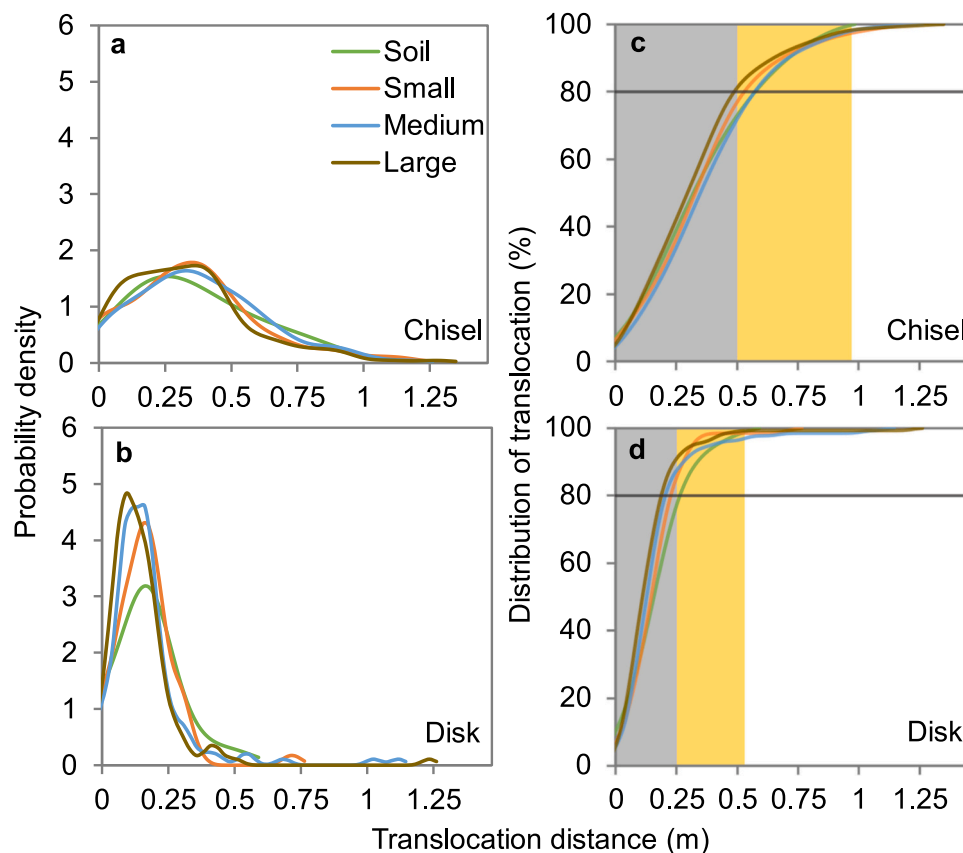 Probability density
a
6
5
4
3
2
1
0
Soil
Small
Medium
Large
Chisel
0 0.25 0.5 0.75 1 1.25
b
6
5
4
3
2
1
0
Disk
0 0.25 0.5 0.75 1 1.25
Distribution of translocation (%)
c
100
80
60
40
20
0
Chisel
0 0.25 0.5 0.75 1 1.25
d
100
80
60
40
20
0
Disk
0 0.25 0.5 0.75 1 1.25
Translocation distance (m)